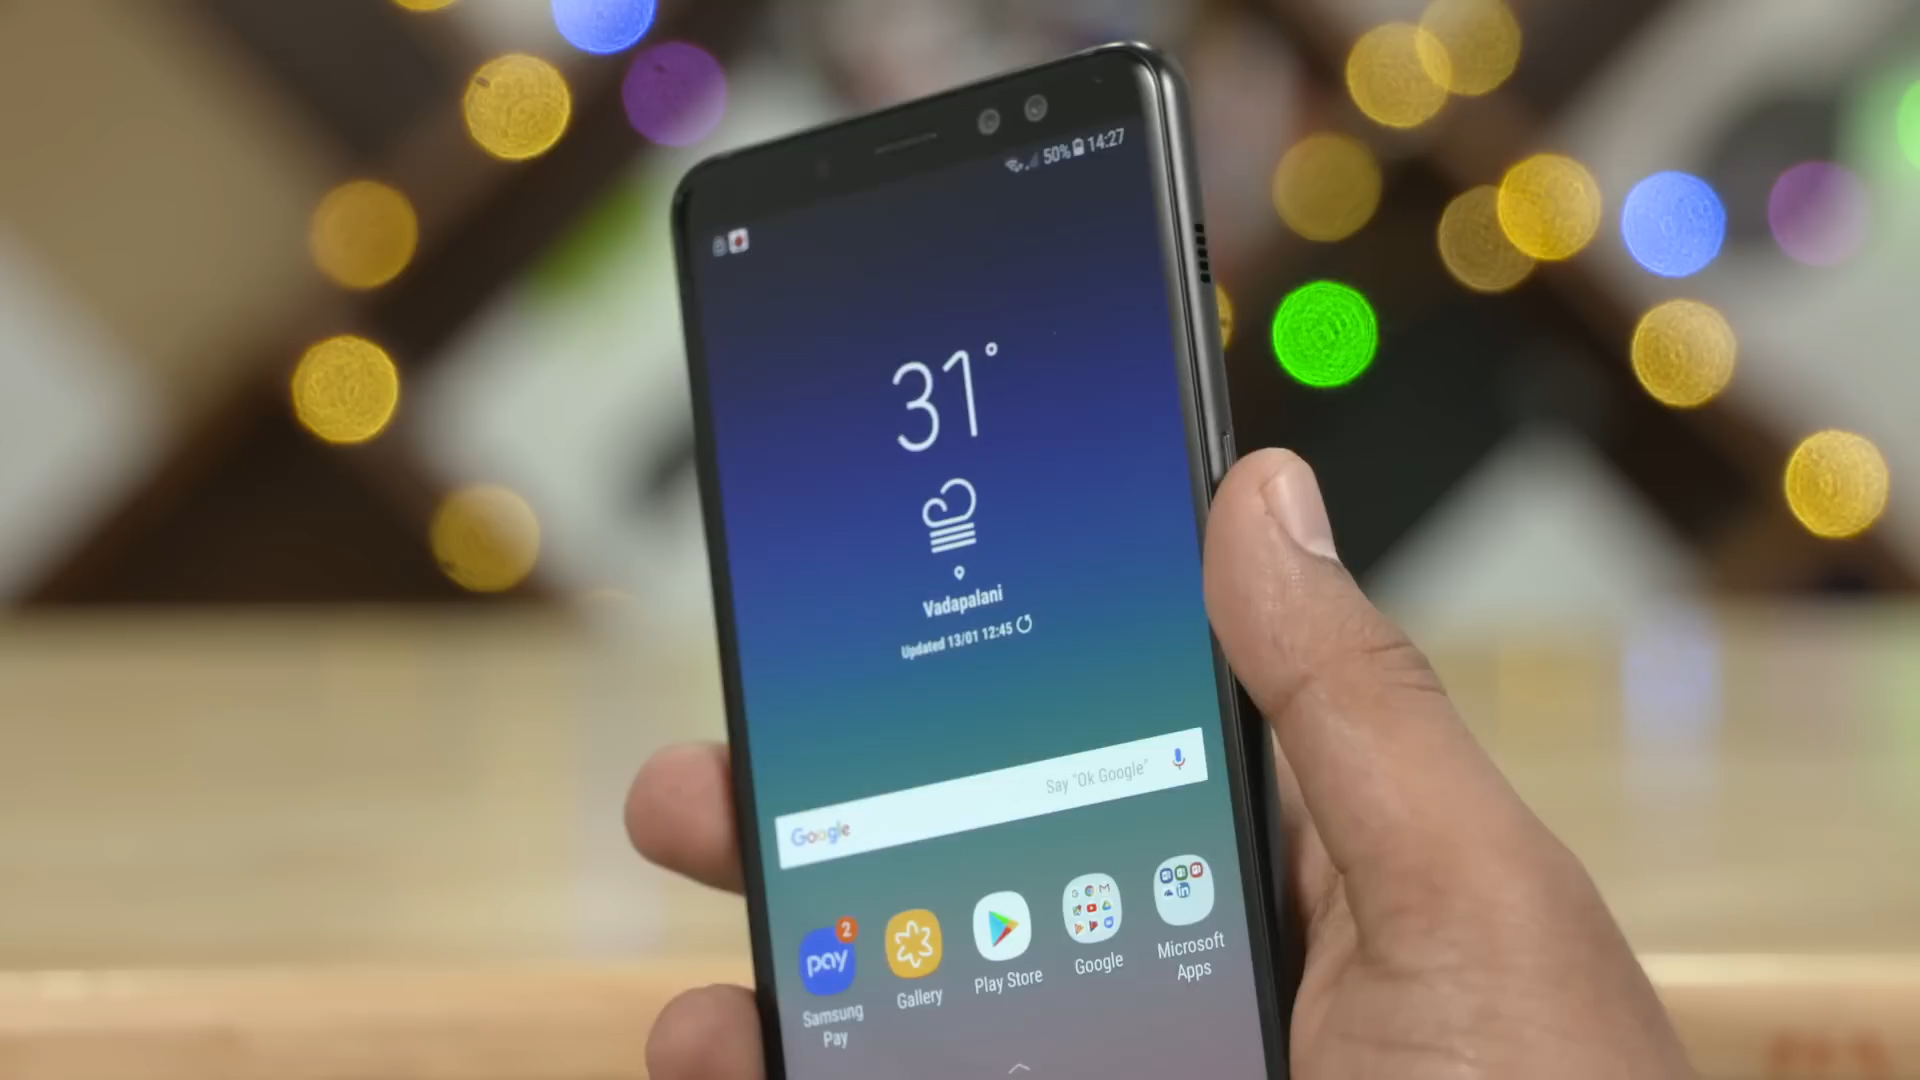 50% 14:27
31°
Vadapalani
Updated 13/01 12:45
Google Say "Ok Google"
2
pay
Samsung
Pay
Gallery
Play Store
Google
Microsoft
Apps